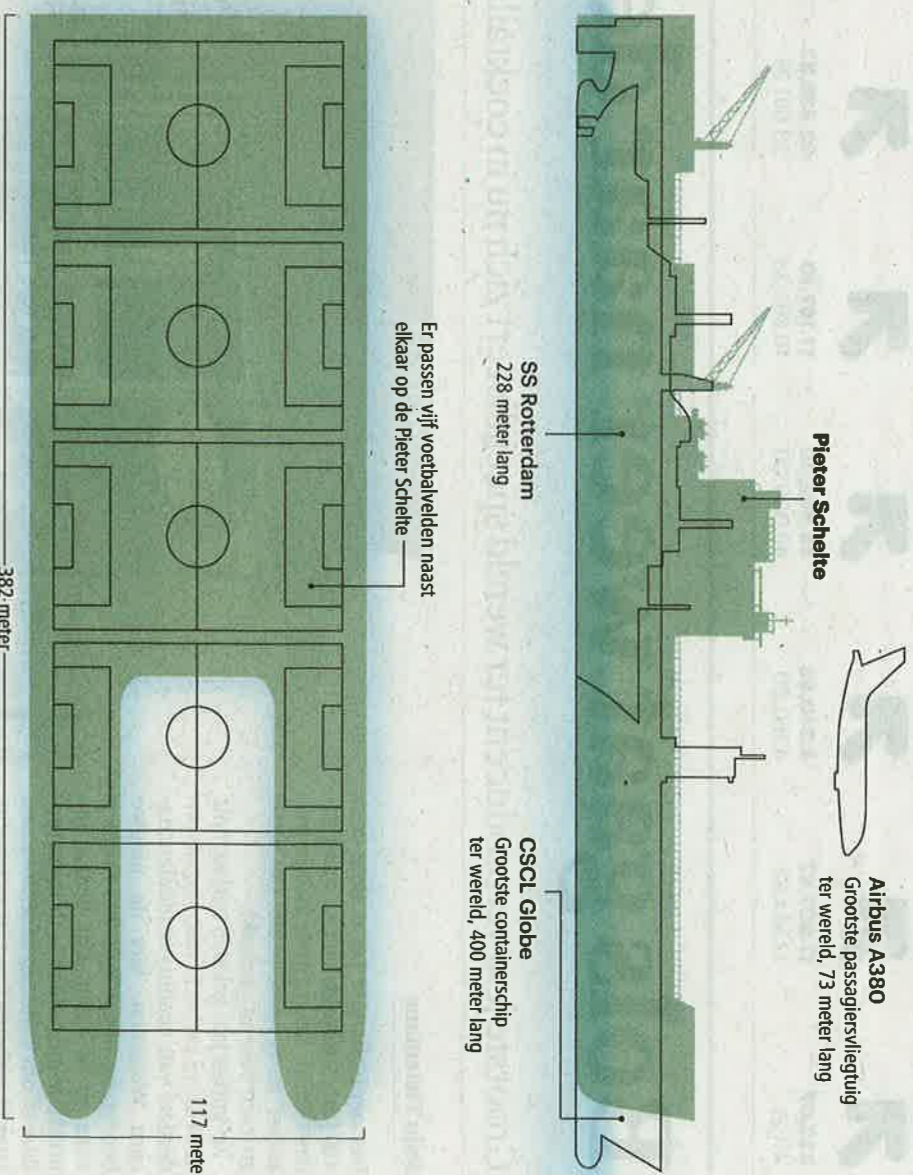 Pieter Schelte
Airbus A380
Grootste passagiersvliegtuig
ter wereld, 73 meter lang
SS Rotterdam
228 meter lang
CSCL Globe
Grootste containerschip
ter wereld, 400 meter lang
Er passen vijf voetbalvelden naast
elkaar op de Pieter Schelte
382 meter
117 mete